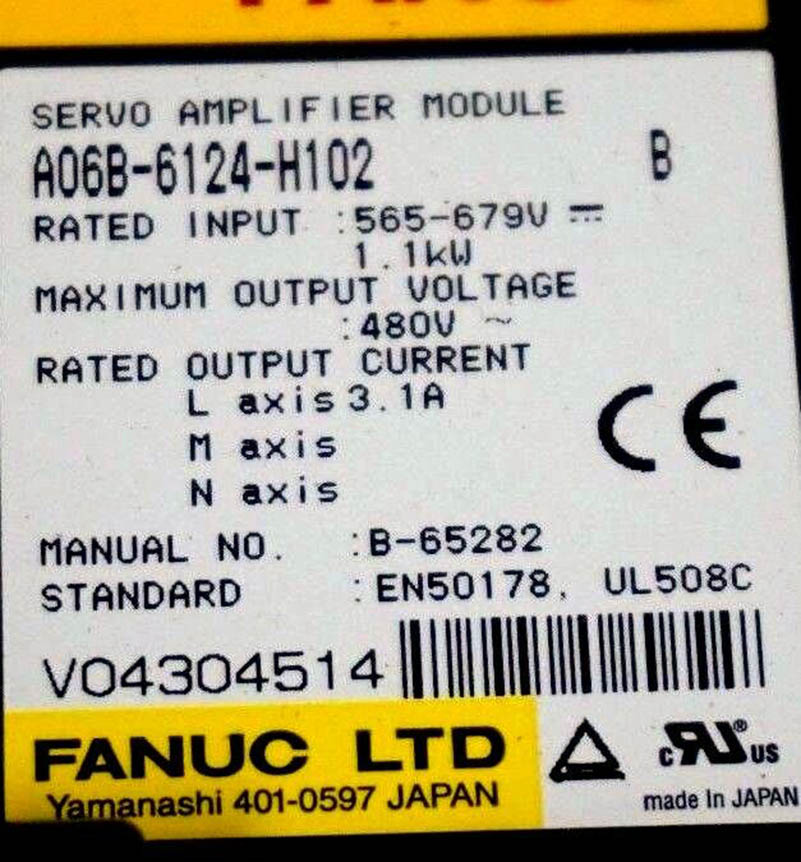 SERVO AMPLIFIER MODULE
A06B-6124-H102 B
RATED INPUT :565-679V ⎓
1.1kW
MAXIMUM OUTPUT VOLTAGE
:480V ~
RATED OUTPUT CURRENT
L axis 3.1A
M axis
N axis
CE
MANUAL NO. :B-65282
STANDARD :EN50178, UL508C
V04304514
FANUC LTD
Yamanashi 401-0597 JAPAN
c RU® US
made In JAPAN